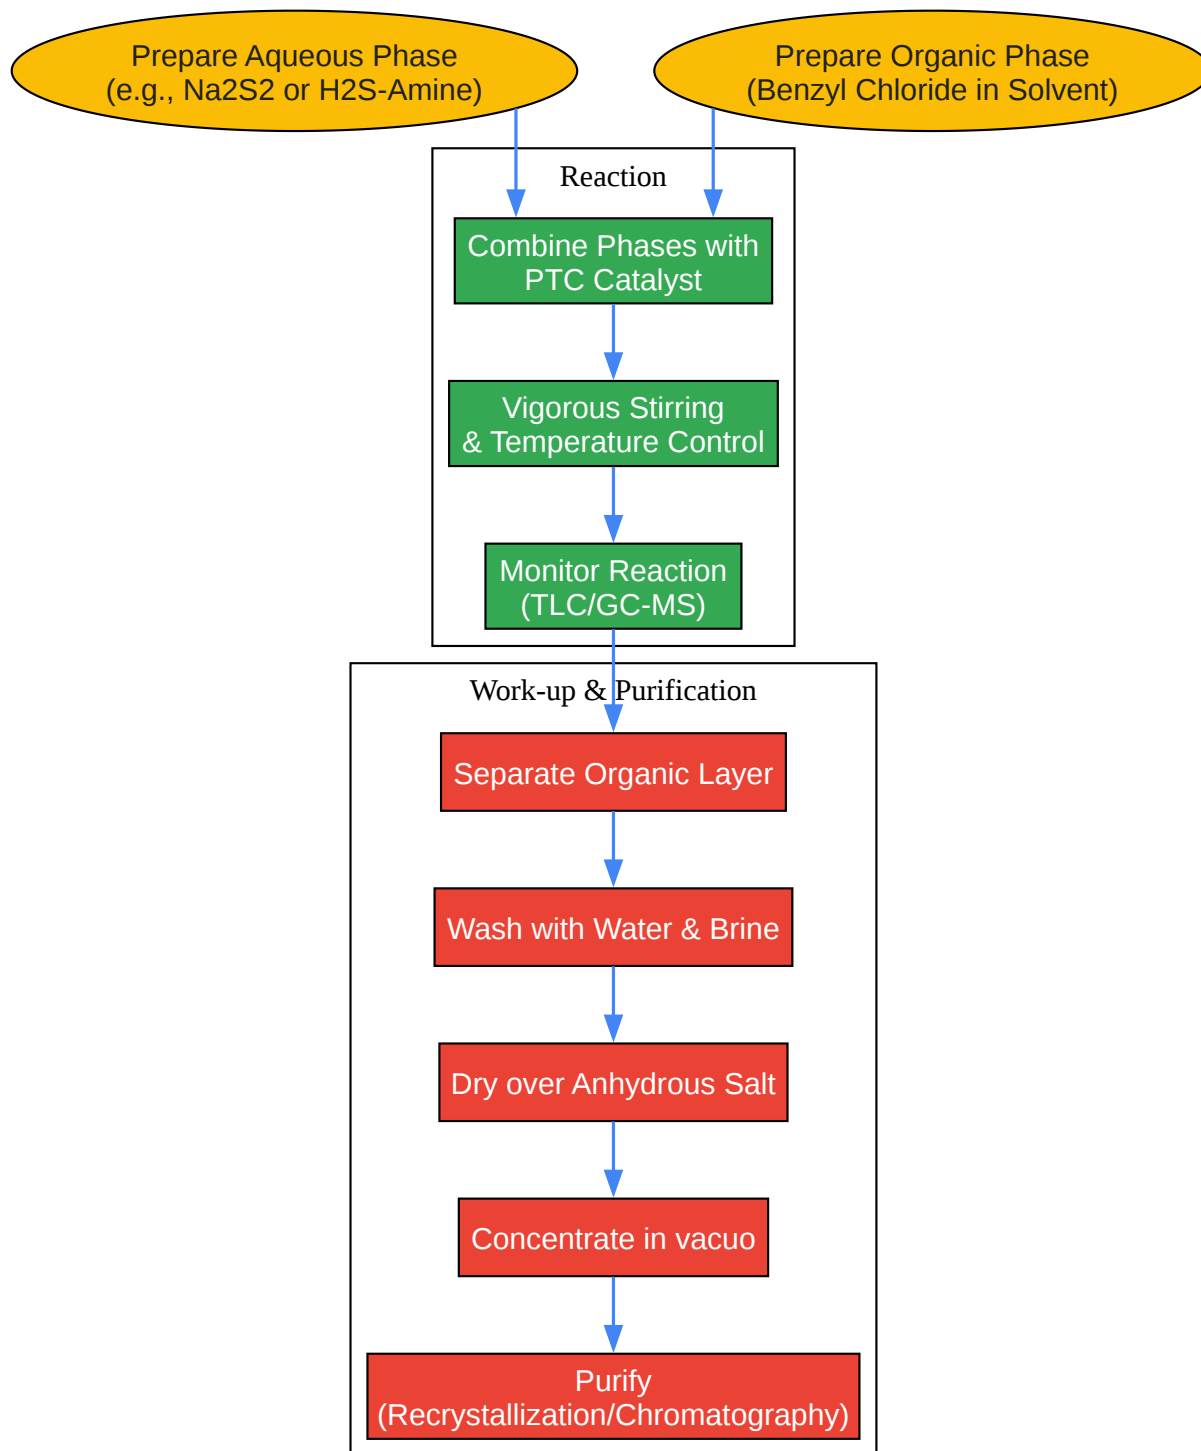 Prepare Aqueous Phase
(e.g., Na2S2 or H2S-Amine)
Prepare Organic Phase
(Benzyl Chloride in Solvent)
Reaction
Combine Phases with
PTC Catalyst
Vigorous Stirring
& Temperature Control
Monitor Reaction
(TLC/GC-MS)
Work-up & Purification
Separate Organic Layer
Wash with Water & Brine
Dry over Anhydrous Salt
Concentrate in vacuo
Purify
(Recrystallization/Chromatography)